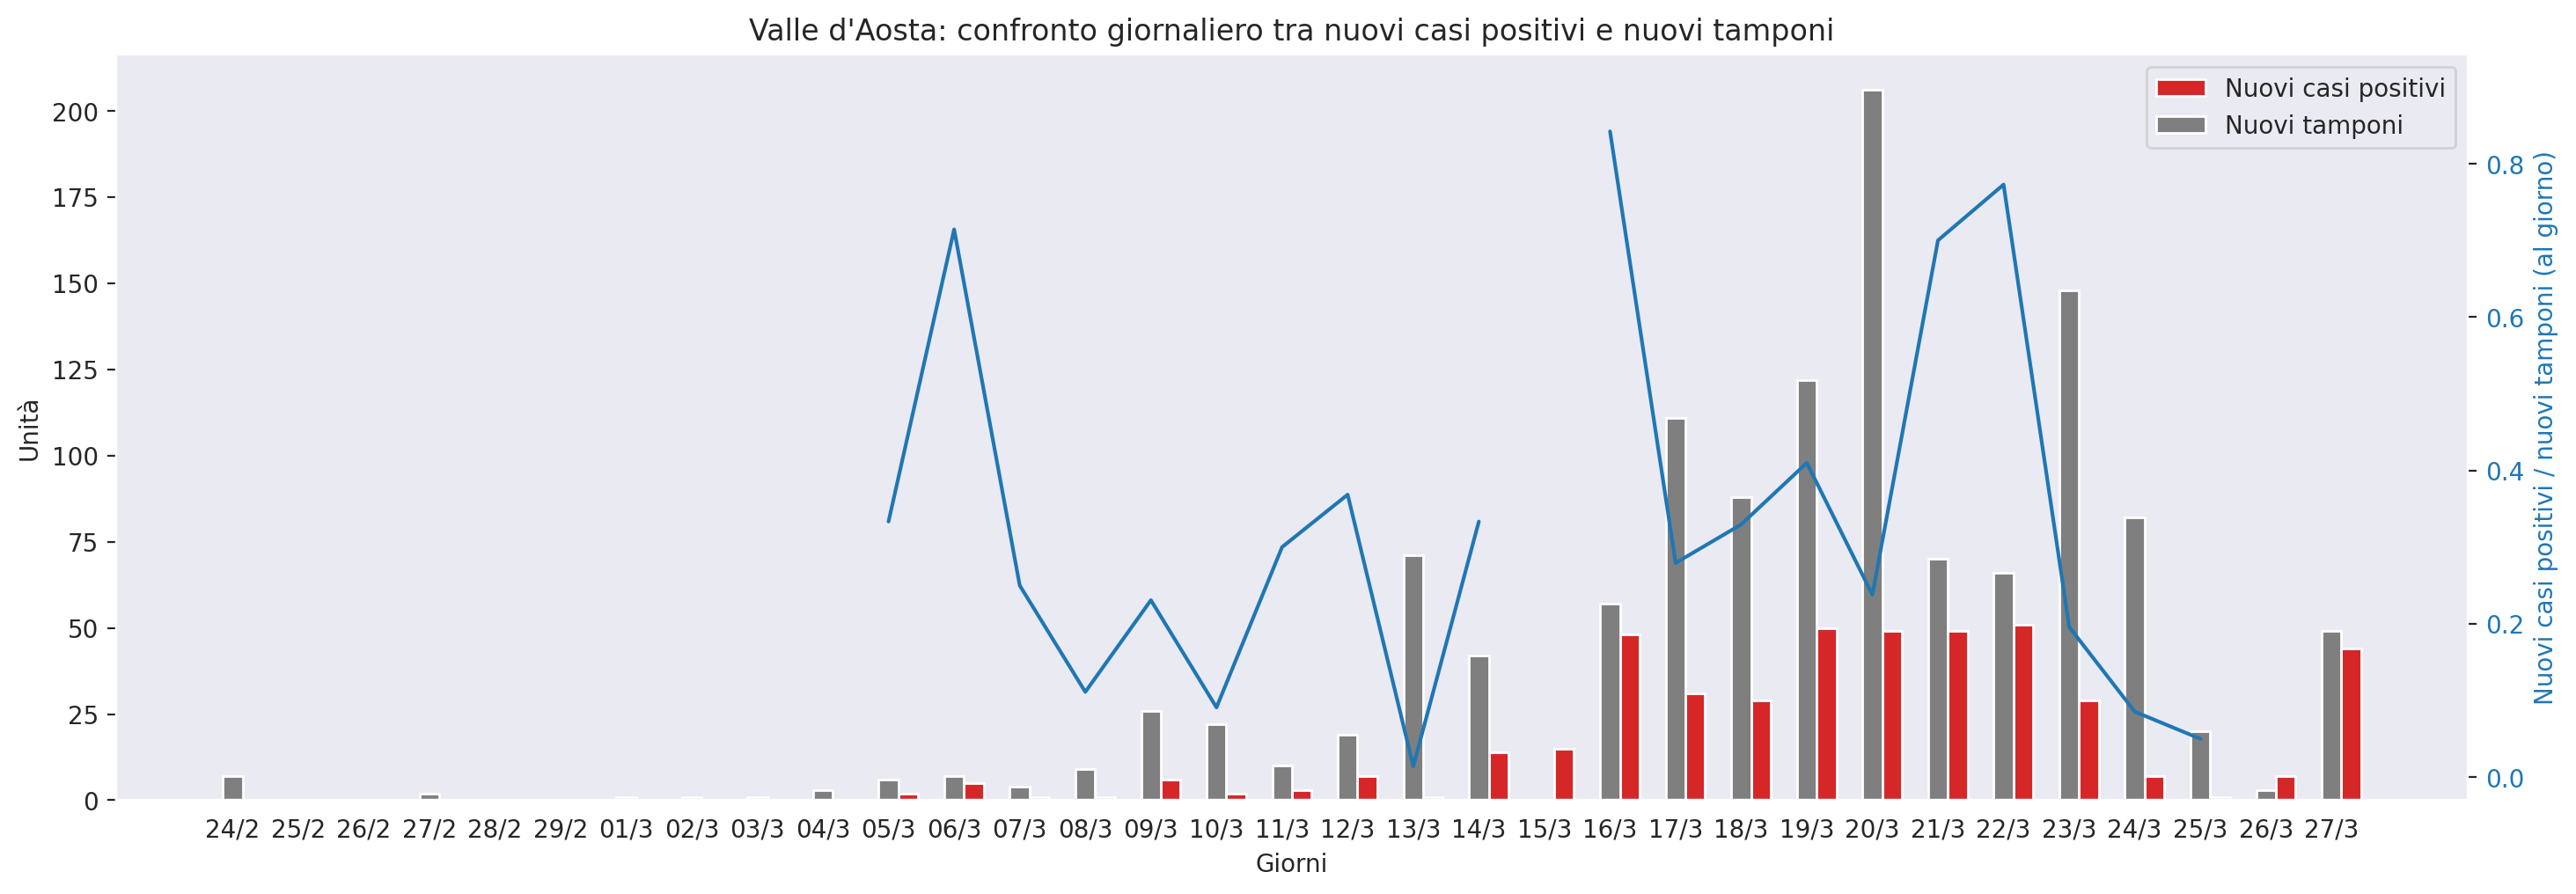 Valle d'Aosta: confronto giornaliero tra nuovi casi positivi e nuovi tamponi
Nuovi casi positivi
Nuovi tamponi
200
175
150
125
100
75
50
25
0
Unità
0.8
0.6
0.4
0.2
0.0
Nuovi casi positivi / nuovi tamponi (al giorno)
24/2 25/2 26/2 27/2 28/2 29/2 01/3 02/3 03/3 04/3 05/3 06/3 07/3 08/3 09/3 10/3 11/3 12/3 13/3 14/3 15/3 16/3 17/3 18/3 19/3 20/3 21/3 22/3 23/3 24/3 25/3 26/3 27/3
Giorni